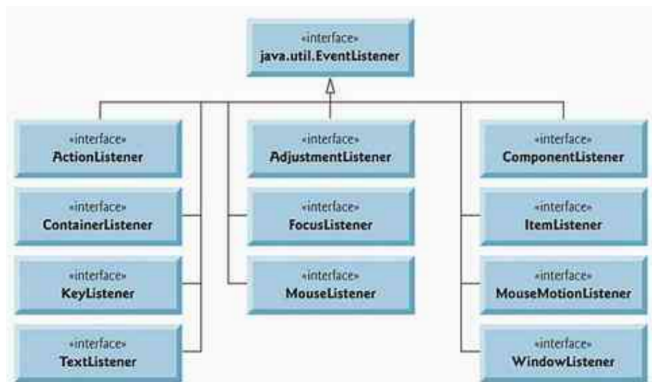 «interface»
java.util.EventListener
«interface»
ActionListener
«interface»
AdjustmentListener
«interface»
ComponentListener
«interface»
ContainerListener
«interface»
FocusListener
«interface»
ItemListener
«interface»
KeyListener
«interface»
MouseListener
«interface»
MouseMotionListener
«interface»
TextListener
«interface»
WindowListener